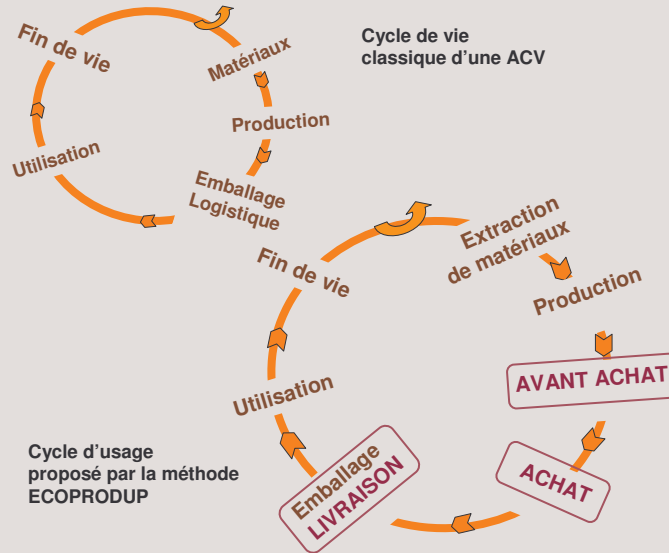 Cycle de vie
classique d'une ACV
Matériaux
Production
Emballage
Logistique
Utilisation
Fin de vie
Extraction
de matériaux
Production
AVANT ACHAT
ACHAT
Emballage
LIVRAISON
Utilisation
Fin de vie
Cycle d'usage
proposé par la méthode
ECOPRODUP